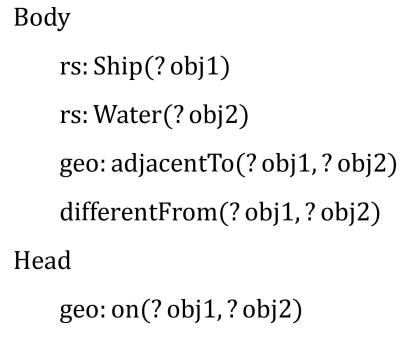 Body
rs: Ship(? obj1)
rs: Water(? obj2)
geo: adjacentTo(? obj1, ? obj2)
differentFrom(? obj1, ? obj2)
Head
geo: on(? obj1, ? obj2)